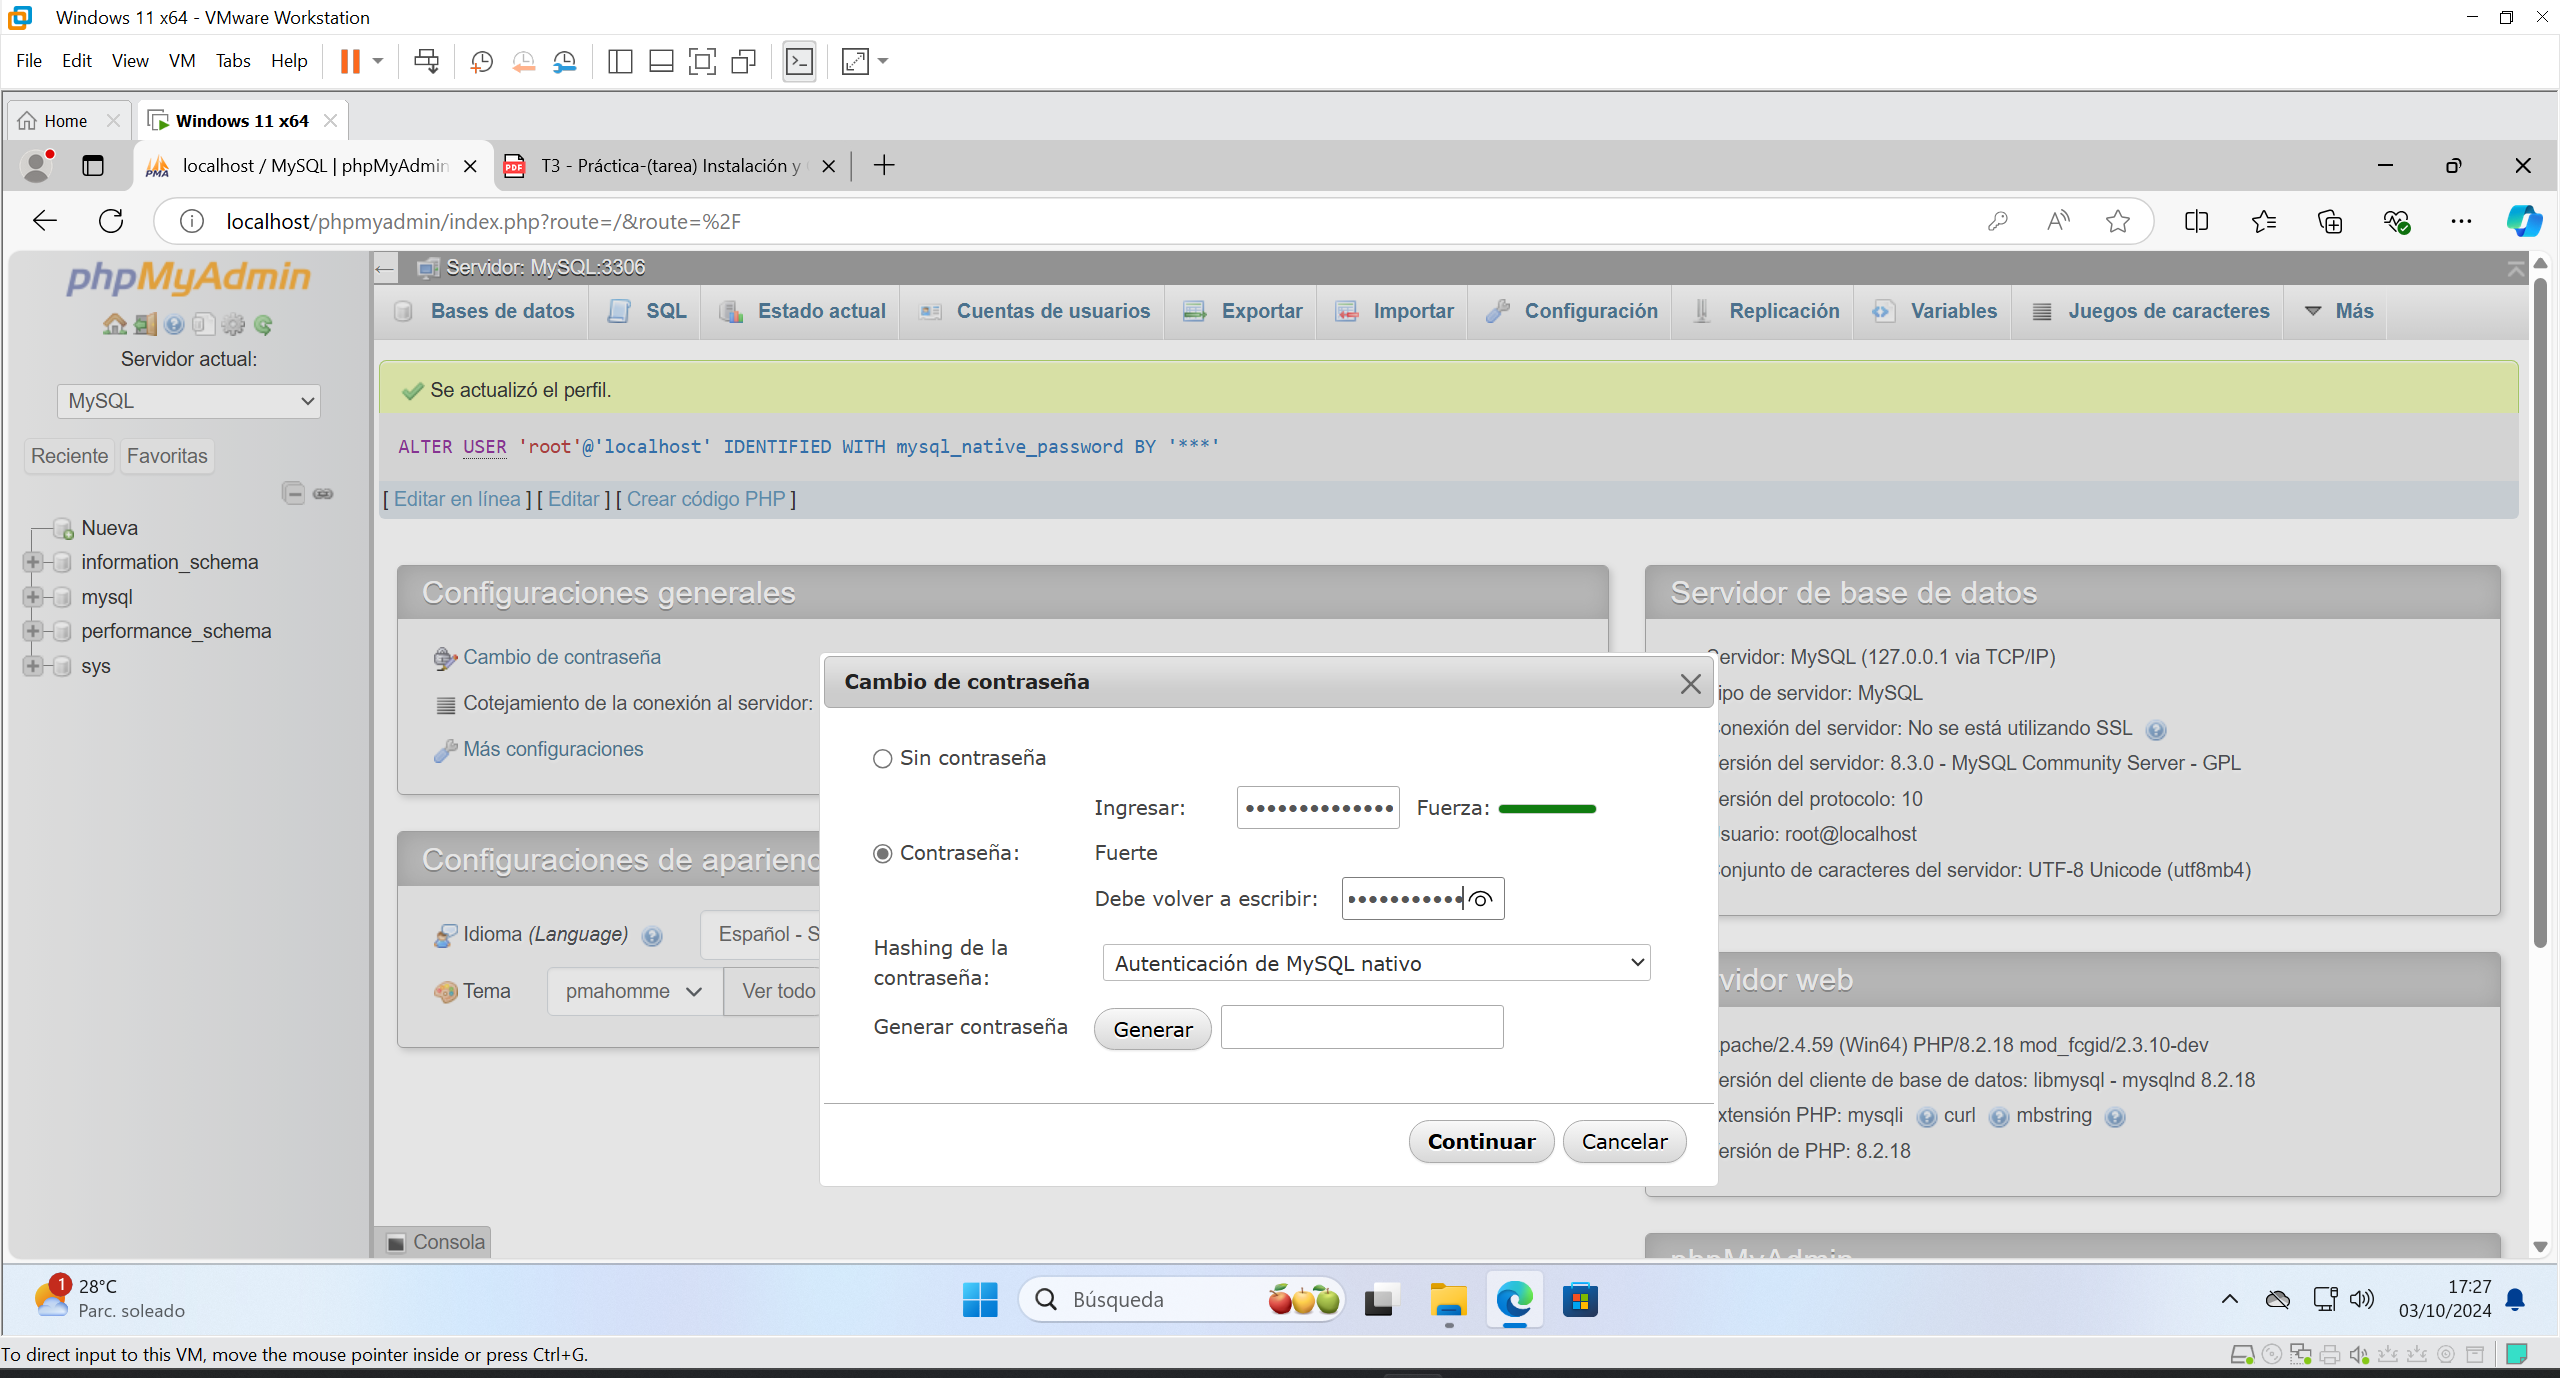 Windows 11 x64 - VMware Workstation
File Edit View VM Tabs Help
Home
Windows 11 x64
localhost / MySQL | phpMyAdmin
T3 - Práctica-(tarea) Instalación y
localhost/phpmyadmin/index.php?route=/&route=%2F
phpMyAdmin
Servidor actual:
MySQL
Reciente Favoritas
Nueva
information_schema
mysql
performance_schema
sys
Servidor: MySQL:3306
Bases de datos SQL Estado actual Cuentas de usuarios Exportar Importar Configuración Replicación Variables Juegos de caracteres Más
Se actualizó el perfil.
ALTER USER 'root'@'localhost' IDENTIFIED WITH mysql_native_password BY '***'
[ Editar en línea ] [ Editar ] [ Crear código PHP ]
Configuraciones generales
Cambio de contraseña
Cotejamiento de la conexión al servidor:
Más configuraciones
Configuraciones de aparienc
Idioma (Language) Español - S
Tema pmahomme Ver todo
Cambio de contraseña
Sin contraseña
Ingresar: Fuerza:
Contraseña: Fuerte
Debe volver a escribir:
Hashing de la
contraseña:
Autenticación de MySQL nativo
Generar contraseña Generar
Continuar Cancelar
Servidor de base de datos
Servidor: MySQL (127.0.0.1 via TCP/IP)
ipo de servidor: MySQL
onexión del servidor: No se está utilizando SSL
ersión del servidor: 8.3.0 - MySQL Community Server - GPL
ersión del protocolo: 10
suario: root@localhost
onjunto de caracteres del servidor: UTF-8 Unicode (utf8mb4)
vidor web
pache/2.4.59 (Win64) PHP/8.2.18 mod_fcgid/2.3.10-dev
ersión del cliente de base de datos: libmysql - mysqlnd 8.2.18
xtensión PHP: mysqli curl mbstring
ersión de PHP: 8.2.18
phpMyAdmin
Consola
1
28°C
Parc. soleado
Búsqueda
17:27
03/10/2024
To direct input to this VM, move the mouse pointer inside or press Ctrl+G.